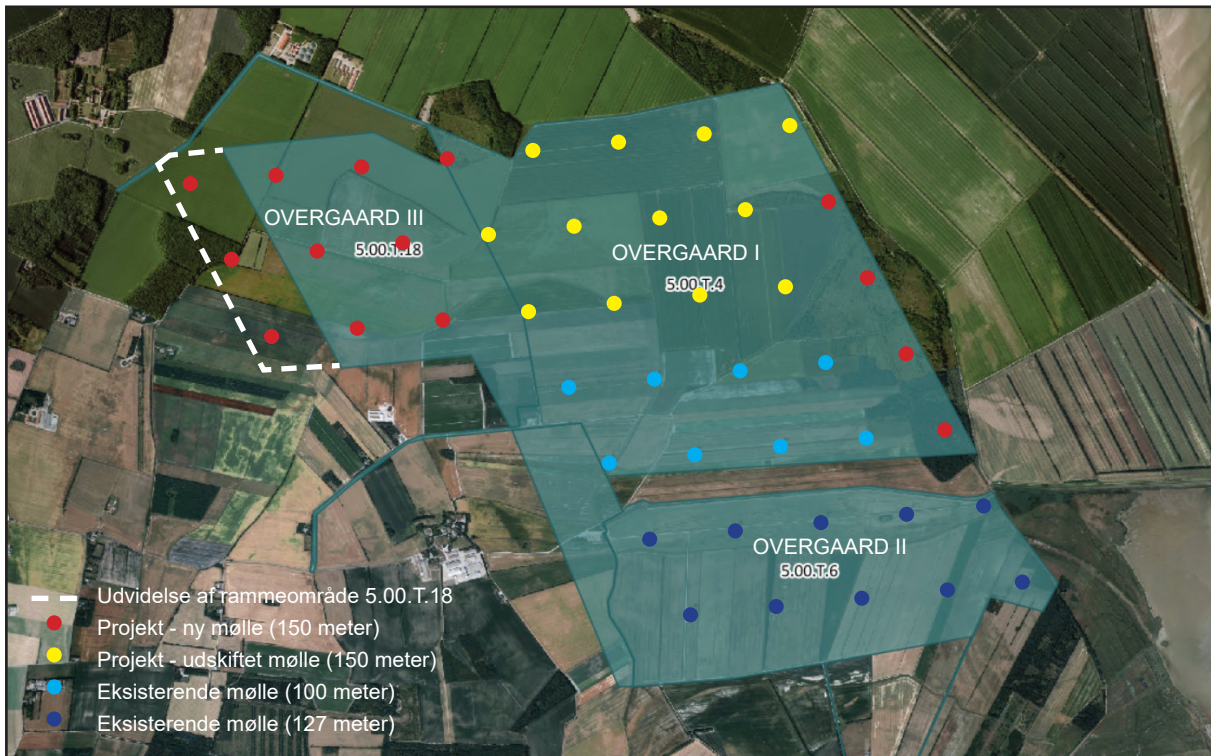 OVERGAARD III
5.00.T.18
OVERGAARD I
5.00.T.4
OVERGAARD II
5.00.T.6
Udvidelse af rammeområde 5.00.T.18
Projekt - ny mølle (150 meter)
Projekt - udskiftet mølle (150 meter)
Eksisterende mølle (100 meter)
Eksisterende mølle (127 meter)